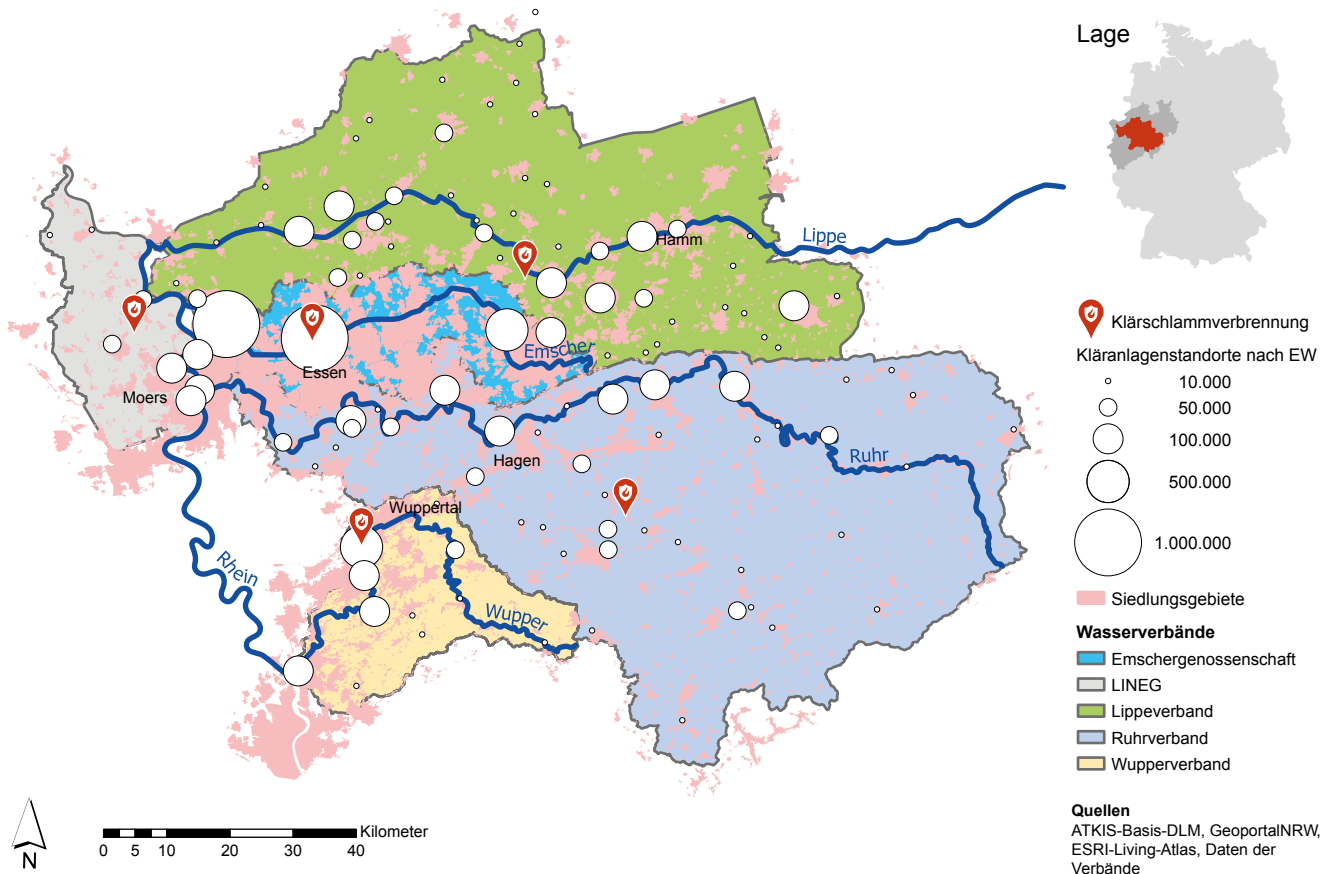 Lage
Lippe
Hamm
Emscher
Essen
Moers
Hagen
Ruhr
Wuppertal
Rhein
Wupper
Klärschlammverbrennung
Kläranlagenstandorte nach EW
10.000
50.000
100.000
500.000
1.000.000
Siedlungsgebiete
Wasserverbände
Emschergenossenschaft
LINEG
Lippeverband
Ruhrverband
Wupperverband
Quellen
ATKIS-Basis-DLM, GeoportalNRW,
ESRI-Living-Atlas, Daten der
Verbände
N
Kilometer
0 5 10 20 30 40